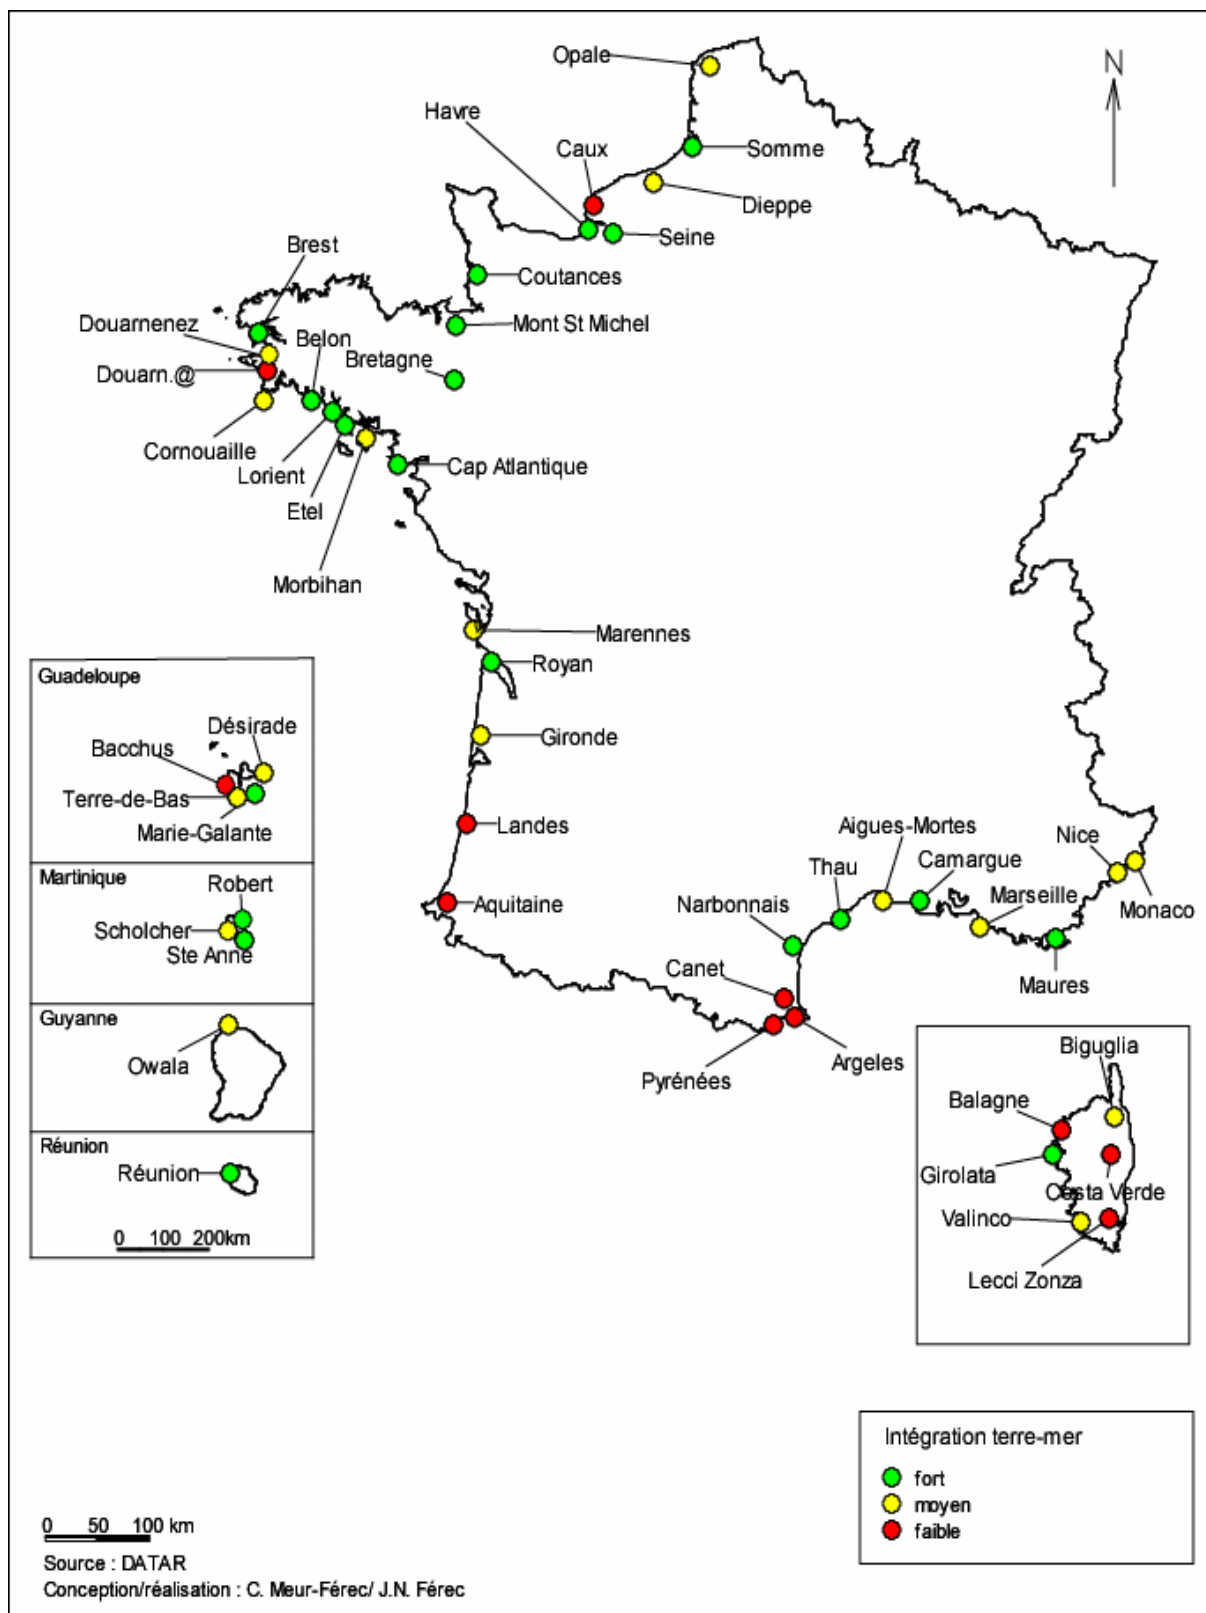 Opale
N
Havre
Caux
Somme
Dieppe
Seine
Brest
Coutances
Douarnenez
Belon
Mont St Michel
Bretagne
Douarn.@
Cornouaille
Lorient
Cap Atlantique
Etel
Morbihan
Marennes
Royan
Gironde
Landes
Aquitaine
Aigues-Mortes
Nice
Thau
Camargue
Marseille
Monaco
Narbonnais
Canet
Maures
Argeles
Pyrénées
Guadeloupe
Désirade
Bacchus
Terre-de-Bas
Marie-Galante
Martinique
Robert
Scholcher
Ste Anne
Guyanne
Owala
Réunion
Réunion
0 100 200km
Biguglia
Balagne
Girolata
Costa Verde
Valinco
Lecci Zonza
Intégration terre-mer
fort
moyen
faible
0 50 100 km
Source : DATAR
Conception/réalisation : C. Meur-Férec/ J.N. Férec